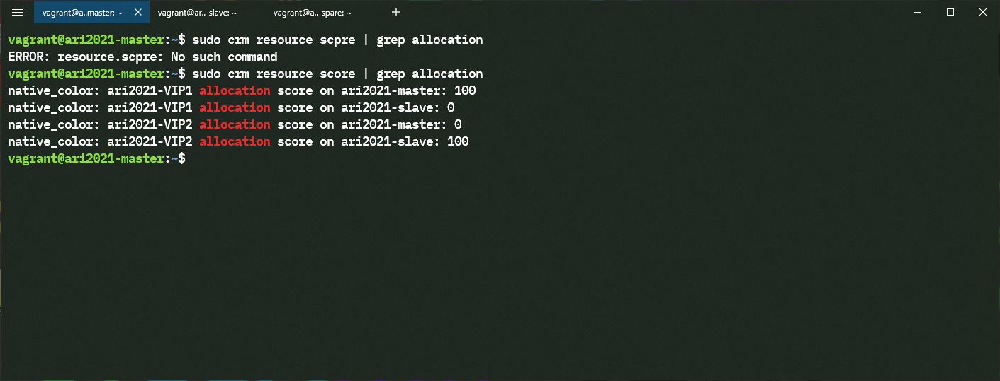 vagrant@a..master: ~
vagrant@ar..-slave: ~
vagrant@a..-spare: ~
vagrant@ari2021-master:~$ sudo crm resource scpre | grep allocation
ERROR: resource.scpre: No such command
vagrant@ari2021-master:~$ sudo crm resource score | grep allocation
native_color: ari2021-VIP1 allocation score on ari2021-master: 100
native_color: ari2021-VIP1 allocation score on ari2021-slave: 0
native_color: ari2021-VIP2 allocation score on ari2021-master: 0
native_color: ari2021-VIP2 allocation score on ari2021-slave: 100
vagrant@ari2021-master:~$